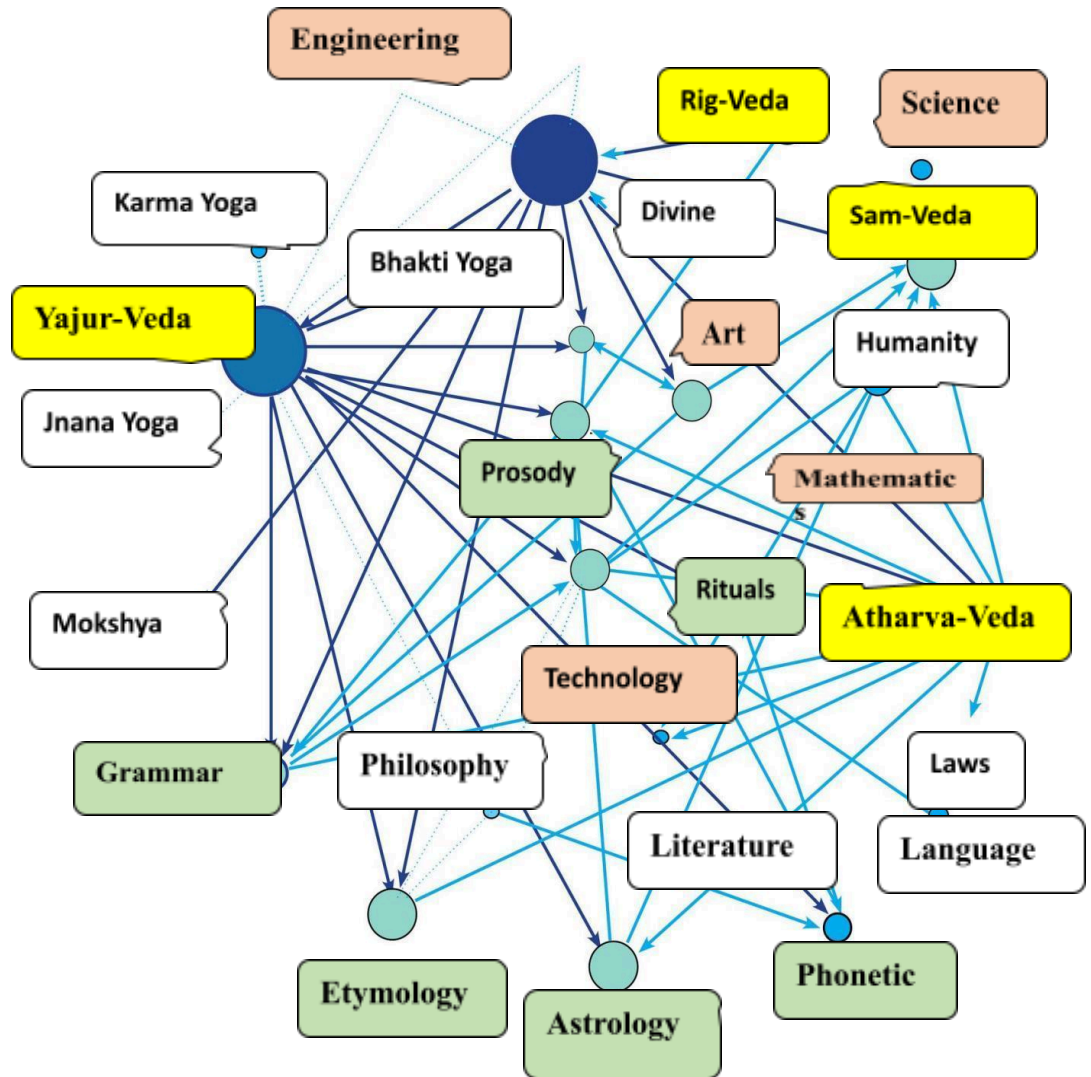 Engineering
Rig-Veda
Science
Karma Yoga
Divine
Sam-Veda
Bhakti Yoga
Yajur-Veda
Art
Humanity
Jnana Yoga
Prosody
Mathematic
s
Mokshya
Rituals
Atharva-Veda
Technology
Grammar
Philosophy
Laws
Literature
Language
Etymology
Phonetic
Astrology